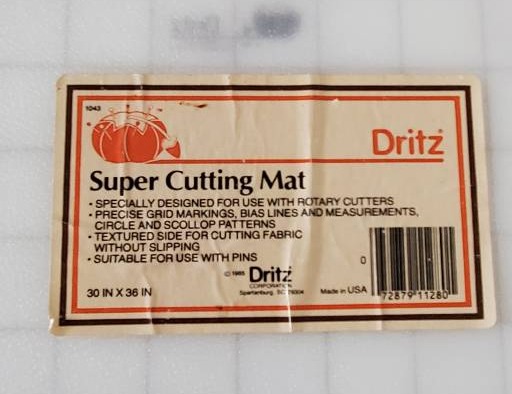 1043
Dritz
Super Cutting Mat
• SPECIALLY DESIGNED FOR USE WITH ROTARY CUTTERS
• PRECISE GRID MARKINGS, BIAS LINES AND MEASUREMENTS,
CIRCLE AND SCOLLOP PATTERNS
• TEXTURED SIDE FOR CUTTING FABRIC
WITHOUT SLIPPING
• SUITABLE FOR USE WITH PINS
© 1985 Dritz
CORPORATION
Spartanburg, SC
30 IN X 36 IN
Made in USA
0
72879 11280